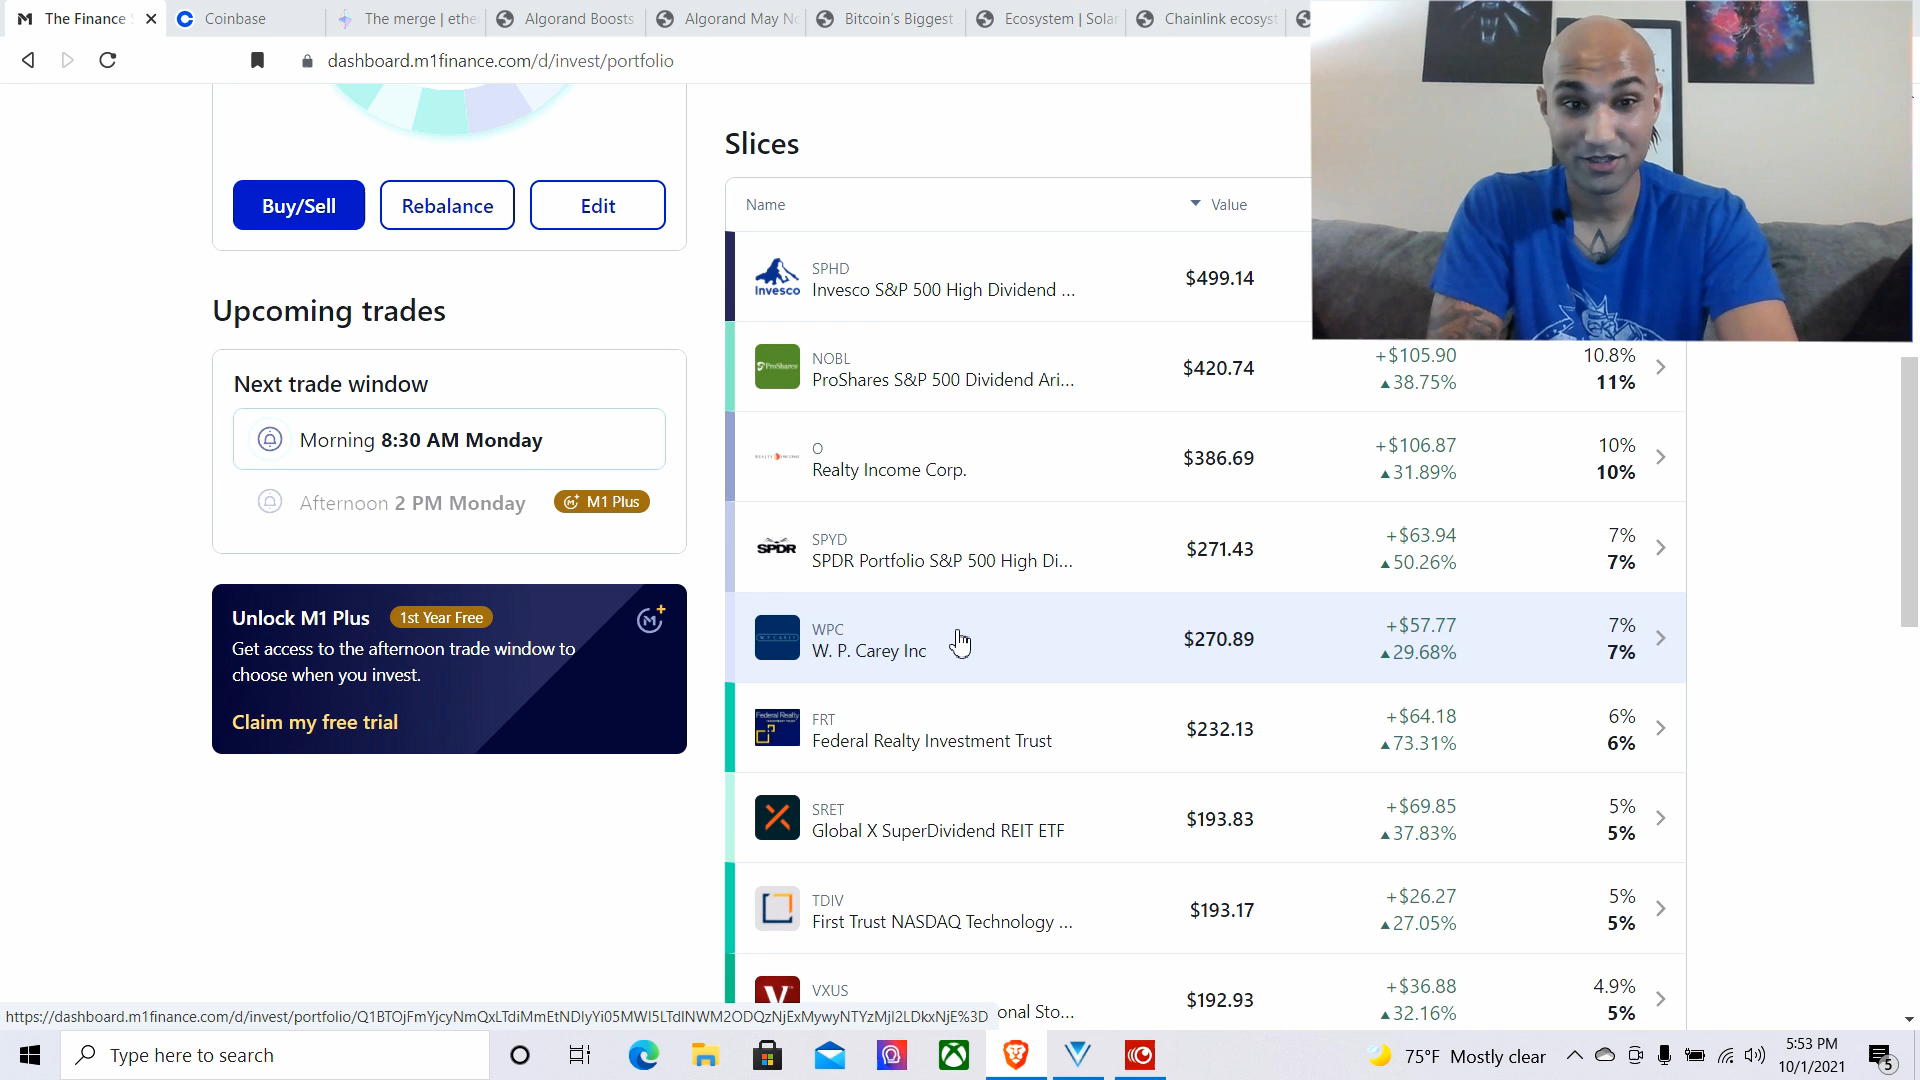 The Finance
Coinbase
The merge | ethe
Algorand Boosts
Algorand May No
Bitcoin's Biggest
Ecosystem | Solar
Chainlink ecosyst
dashboard.m1finance.com/d/invest/portfolio
Buy/Sell
Rebalance
Edit
Upcoming trades
Next trade window
Morning 8:30 AM Monday
Afternoon 2 PM Monday
M1 Plus
Unlock M1 Plus
1st Year Free
Get access to the afternoon trade window to
choose when you invest.
Claim my free trial
Slices
Name
Value
SPHD
Invesco
Invesco S&P 500 High Dividend ...
$499.14
NOBL
ProShares
ProShares S&P 500 Dividend Ari...
$420.74
+$105.90
38.75%
10.8%
11%
O
REALTY INCOME
Realty Income Corp.
$386.69
+$106.87
31.89%
10%
10%
SPYD
SPDR
SPDR Portfolio S&P 500 High Di...
$271.43
+$63.94
50.26%
7%
7%
WPC
W. P. Carey Inc
$270.89
+$57.77
29.68%
7%
7%
FRT
Federal Realty
Federal Realty Investment Trust
$232.13
+$64.18
73.31%
6%
6%
SRET
Global X SuperDividend REIT ETF
$193.83
+$69.85
37.83%
5%
5%
TDIV
First Trust NASDAQ Technology ...
$193.17
+$26.27
27.05%
5%
5%
VXUS
V
onal Sto...
$192.93
+$36.88
32.16%
4.9%
5%
Type here to search
75°F Mostly clear
5:53 PM
10/1/2021
5